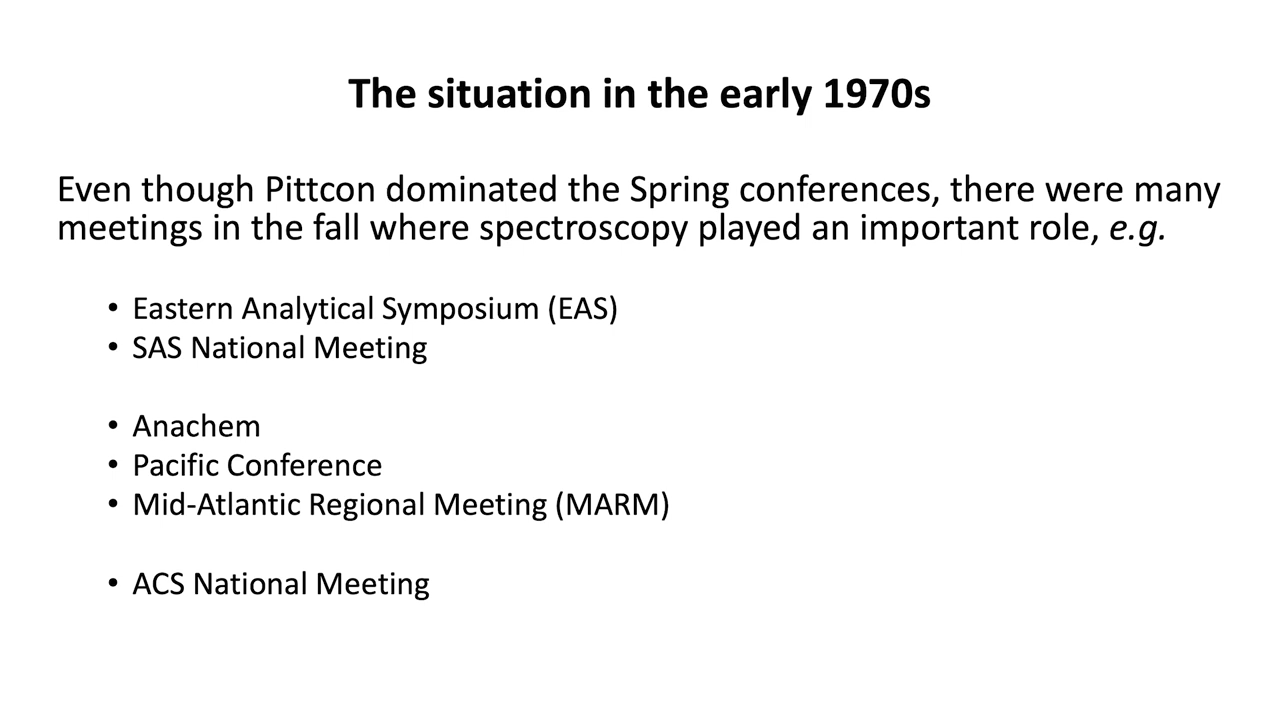 The situation in the early 1970s
Even though Pittcon dominated the Spring conferences, there were many
meetings in the fall where spectroscopy played an important role, e.g.
• Eastern Analytical Symposium (EAS)
• SAS National Meeting
• Anachem
• Pacific Conference
• Mid-Atlantic Regional Meeting (MARM)
• ACS National Meeting